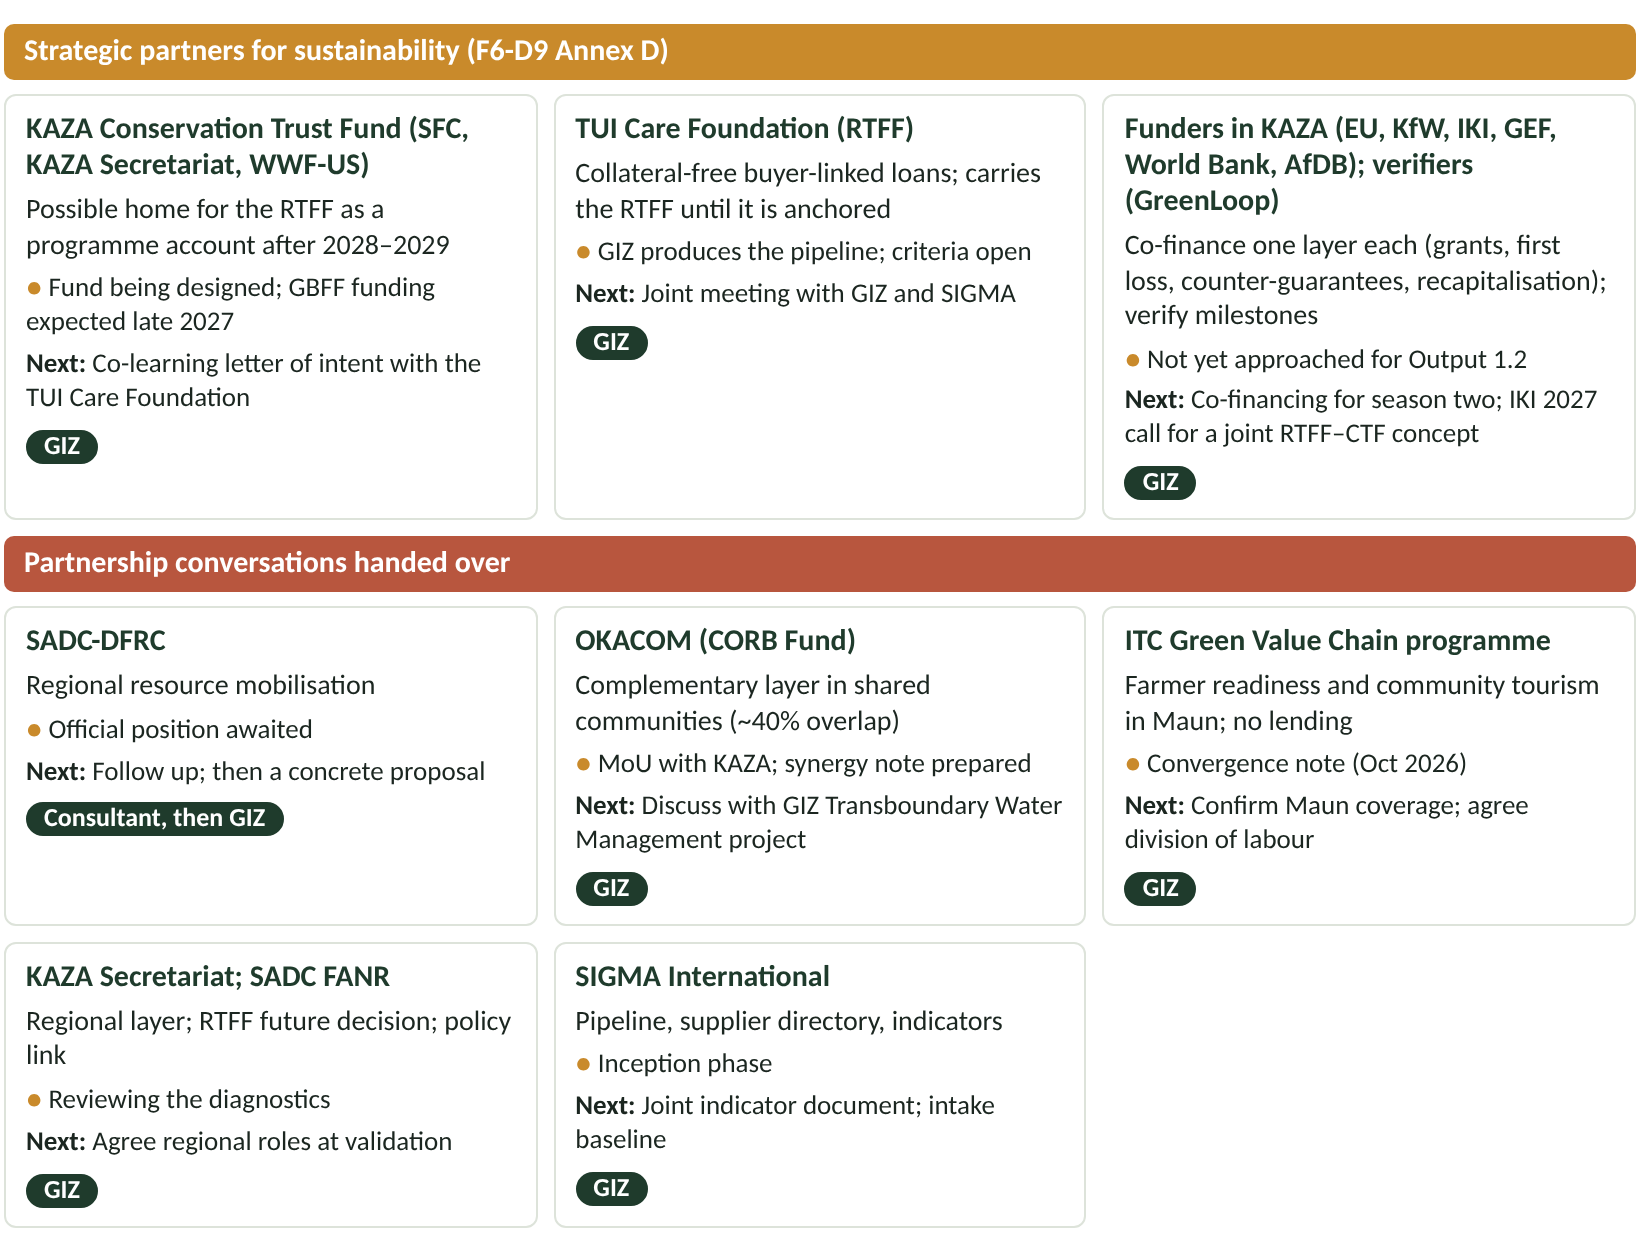 Strategic partners for sustainability (F6-D9 Annex D)
KAZA Conservation Trust Fund (SFC,
KAZA Secretariat, WWF-US)
Possible home for the RTFF as a
programme account after 2028–2029
● Fund being designed; GBFF funding
expected late 2027
Next: Co-learning letter of intent with the
TUI Care Foundation
GIZ
TUI Care Foundation (RTFF)
Collateral-free buyer-linked loans; carries
the RTFF until it is anchored
● GIZ produces the pipeline; criteria open
Next: Joint meeting with GIZ and SIGMA
GIZ
Funders in KAZA (EU, KfW, IKI, GEF,
World Bank, AfDB); verifiers
(GreenLoop)
Co-finance one layer each (grants, first
loss, counter-guarantees, recapitalisation);
verify milestones
● Not yet approached for Output 1.2
Next: Co-financing for season two; IKI 2027
call for a joint RTFF–CTF concept
GIZ
Partnership conversations handed over
SADC-DFRC
Regional resource mobilisation
● Official position awaited
Next: Follow up; then a concrete proposal
Consultant, then GIZ
OKACOM (CORB Fund)
Complementary layer in shared
communities (~40% overlap)
● MoU with KAZA; synergy note prepared
Next: Discuss with GIZ Transboundary Water
Management project
GIZ
ITC Green Value Chain programme
Farmer readiness and community tourism
in Maun; no lending
● Convergence note (Oct 2026)
Next: Confirm Maun coverage; agree
division of labour
GIZ
KAZA Secretariat; SADC FANR
Regional layer; RTFF future decision; policy
link
● Reviewing the diagnostics
Next: Agree regional roles at validation
GIZ
SIGMA International
Pipeline, supplier directory, indicators
● Inception phase
Next: Joint indicator document; intake
baseline
GIZ